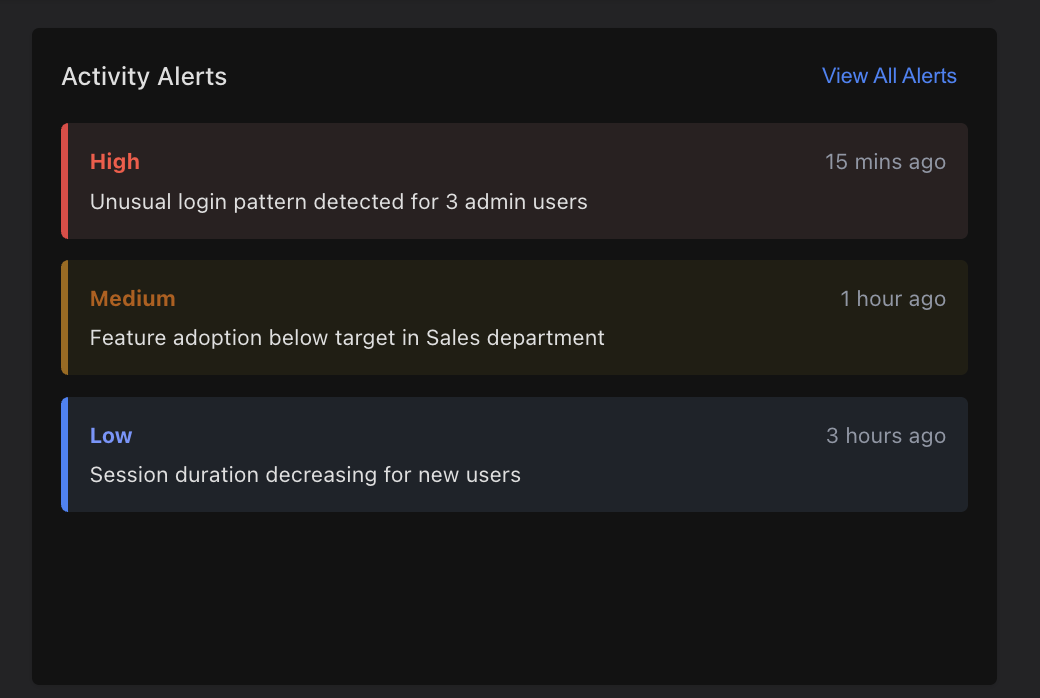 Activity Alerts
View All Alerts
High
15 mins ago
Unusual login pattern detected for 3 admin users
Medium
1 hour ago
Feature adoption below target in Sales department
Low
3 hours ago
Session duration decreasing for new users